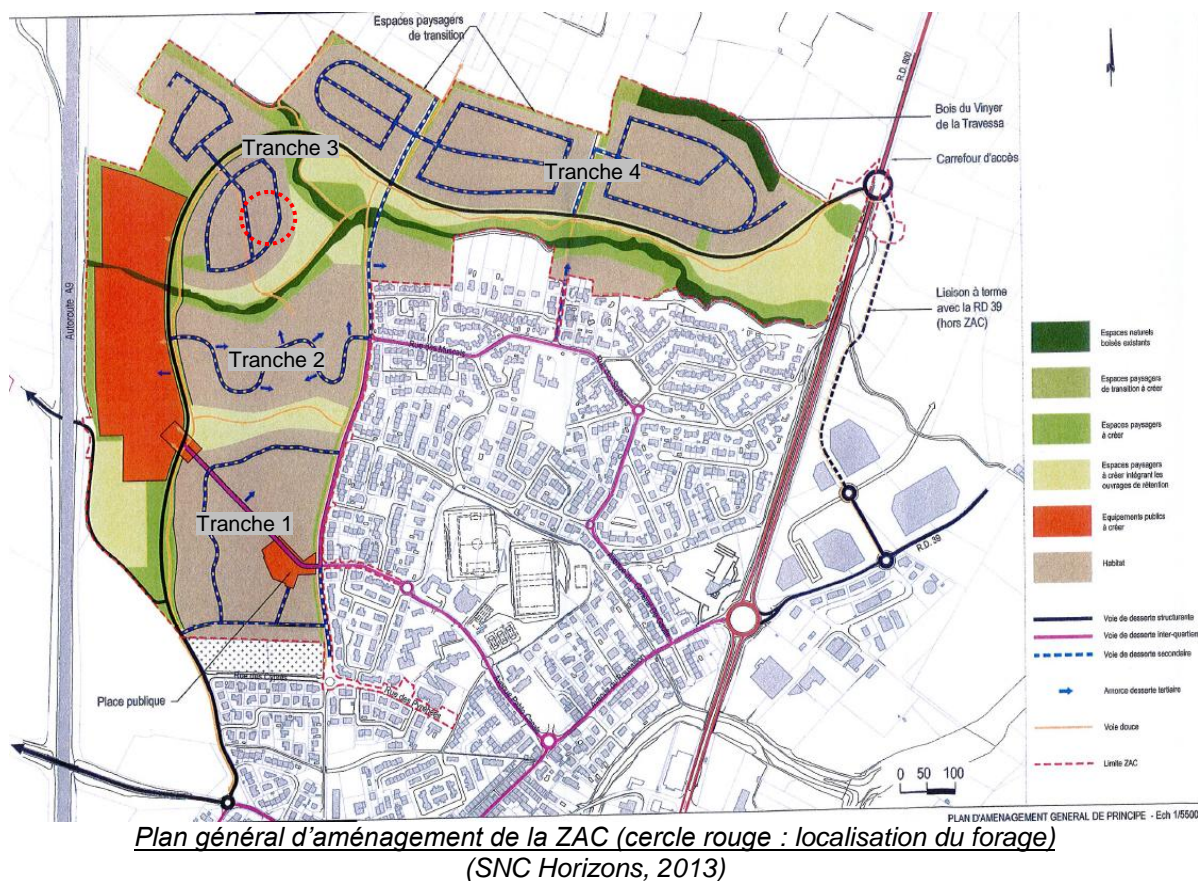 Espaces paysagers
de transition
R.D. 900
Bois du Vinyer
de la Travessa
Carrefour d'accès
Tranche 3
Tranche 4
Autoroute A9
Liaison à terme
avec la RD 39
(hors ZAC)
Tranche 2
Tranche 1
R.D. 39
Place publique
Espaces naturels
boisés existants
Espaces paysagers
de transition à créer
Espaces paysagers
à créer
Espaces paysagers
à créer intégrant les
ouvrages de rétention
Equipements publics
à créer
Habitat
Voie de desserte structurante
Voie de desserte inter-quartier
Voie de desserte secondaire
Amorce desserte tertiaire
Voie douce
Limite ZAC
0 50 100
PLAN D'AMENAGEMENT GENERAL DE PRINCIPE - Ech 1/5500
Plan général d'aménagement de la ZAC (cercle rouge : localisation du forage)
(SNC Horizons, 2013)